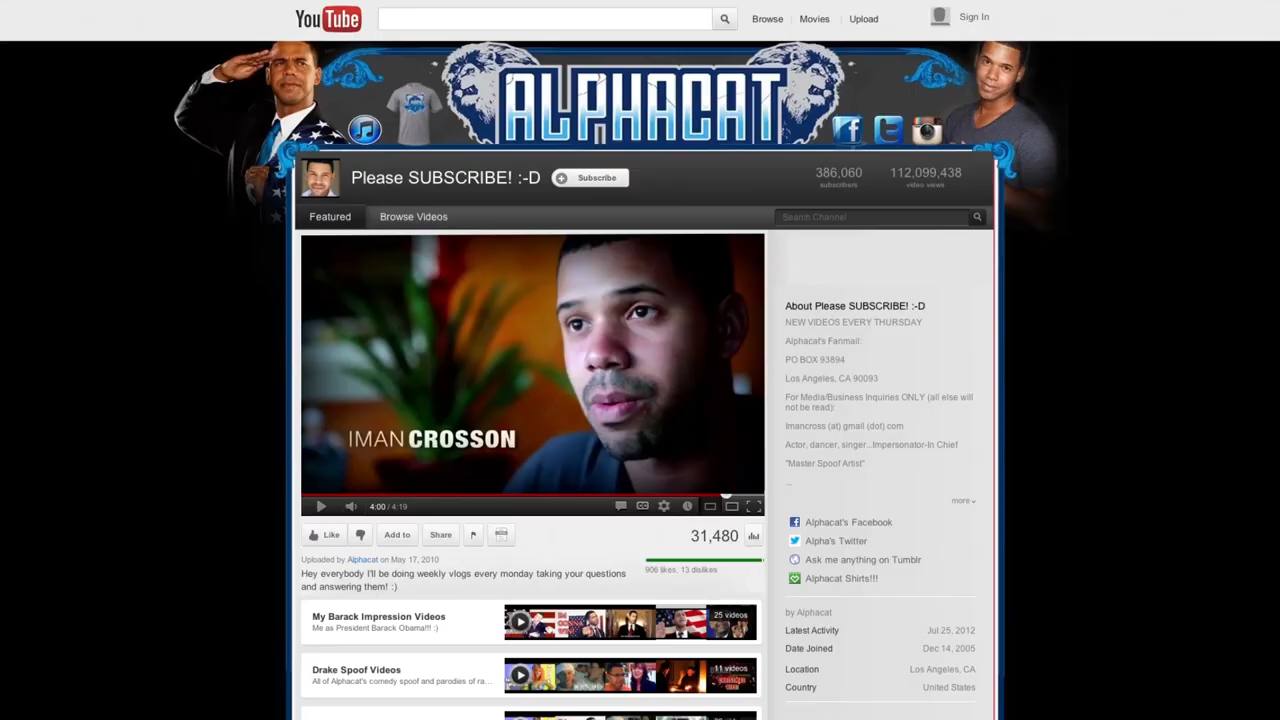 YouTube
Browse
Movies
Upload
Sign In
ALPHACAT
Please SUBSCRIBE! :-D
Subscribe
386,060
subscribers
112,099,438
video views
Featured
Browse Videos
Search Channel
IMAN CROSSON
4:00 / 4:19
CC
Like
Add to
Share
31,480
Uploaded by Alphacat on May 17, 2010
906 likes, 13 dislikes
Hey everybody I'll be doing weekly vlogs every monday taking your questions
and answering them! :)
My Barack Impression Videos
Me as President Barack Obama!!! :)
25 videos
Drake Spoof Videos
All of Alphacat's comedy spoof and parodies of ra...
11 videos
About Please SUBSCRIBE! :-D
NEW VIDEOS EVERY THURSDAY
Alphacat's Fanmail:
PO BOX 93894
Los Angeles, CA 90093
For Media/Business Inquiries ONLY (all else will
not be read):
Imancross (at) gmail (dot) com
Actor, dancer, singer...Impersonator-In Chief
"Master Spoof Artist"
...
more
Alphacat's Facebook
Alpha's Twitter
Ask me anything on Tumblr
Alphacat Shirts!!!
by Alphacat
Latest Activity Jul 25, 2012
Date Joined Dec 14, 2005
Location Los Angeles, CA
Country United States